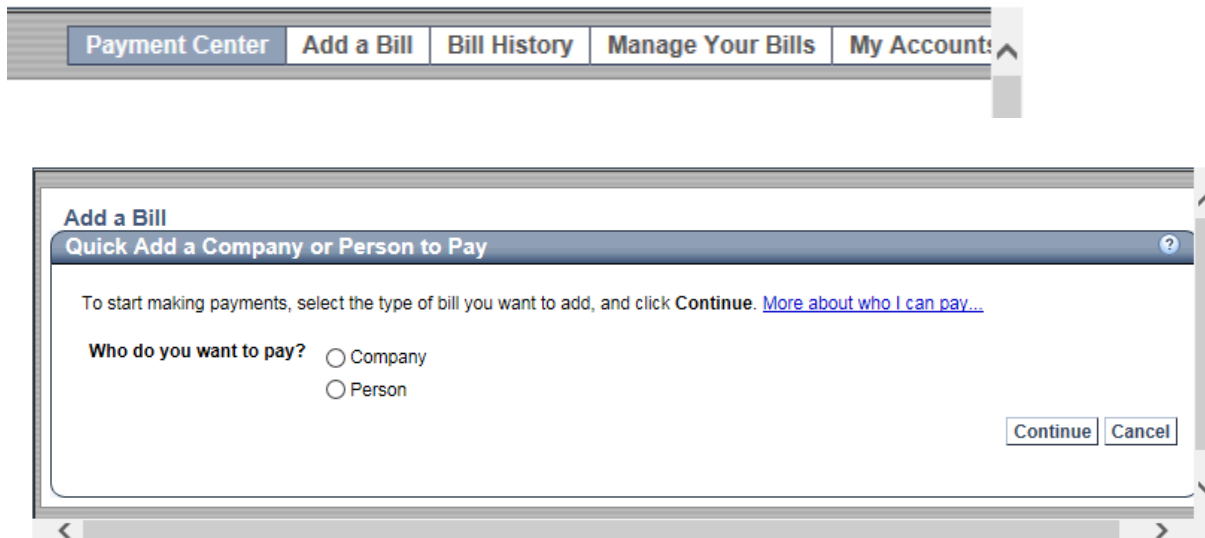 Payment Center Add a Bill Bill History Manage Your Bills My Accounts
Add a Bill
Quick Add a Company or Person to Pay ?
To start making payments, select the type of bill you want to add, and click Continue. More about who I can pay...
Who do you want to pay? Company
Person
Continue Cancel